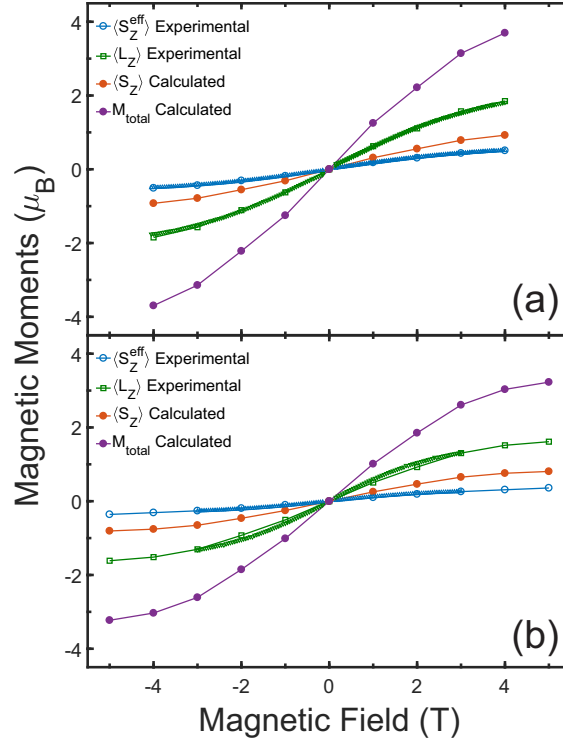 ⟨S_Z^eff⟩ Experimental
⟨L_Z⟩ Experimental
⟨S_Z⟩ Calculated
M_total Calculated
4
2
0
-2
-4
(a)
⟨S_Z^eff⟩ Experimental
⟨L_Z⟩ Experimental
⟨S_Z⟩ Calculated
M_total Calculated
4
2
0
-2
-4
(b)
Magnetic Moments (μ_B)
-4 -2 0 2 4
Magnetic Field (T)